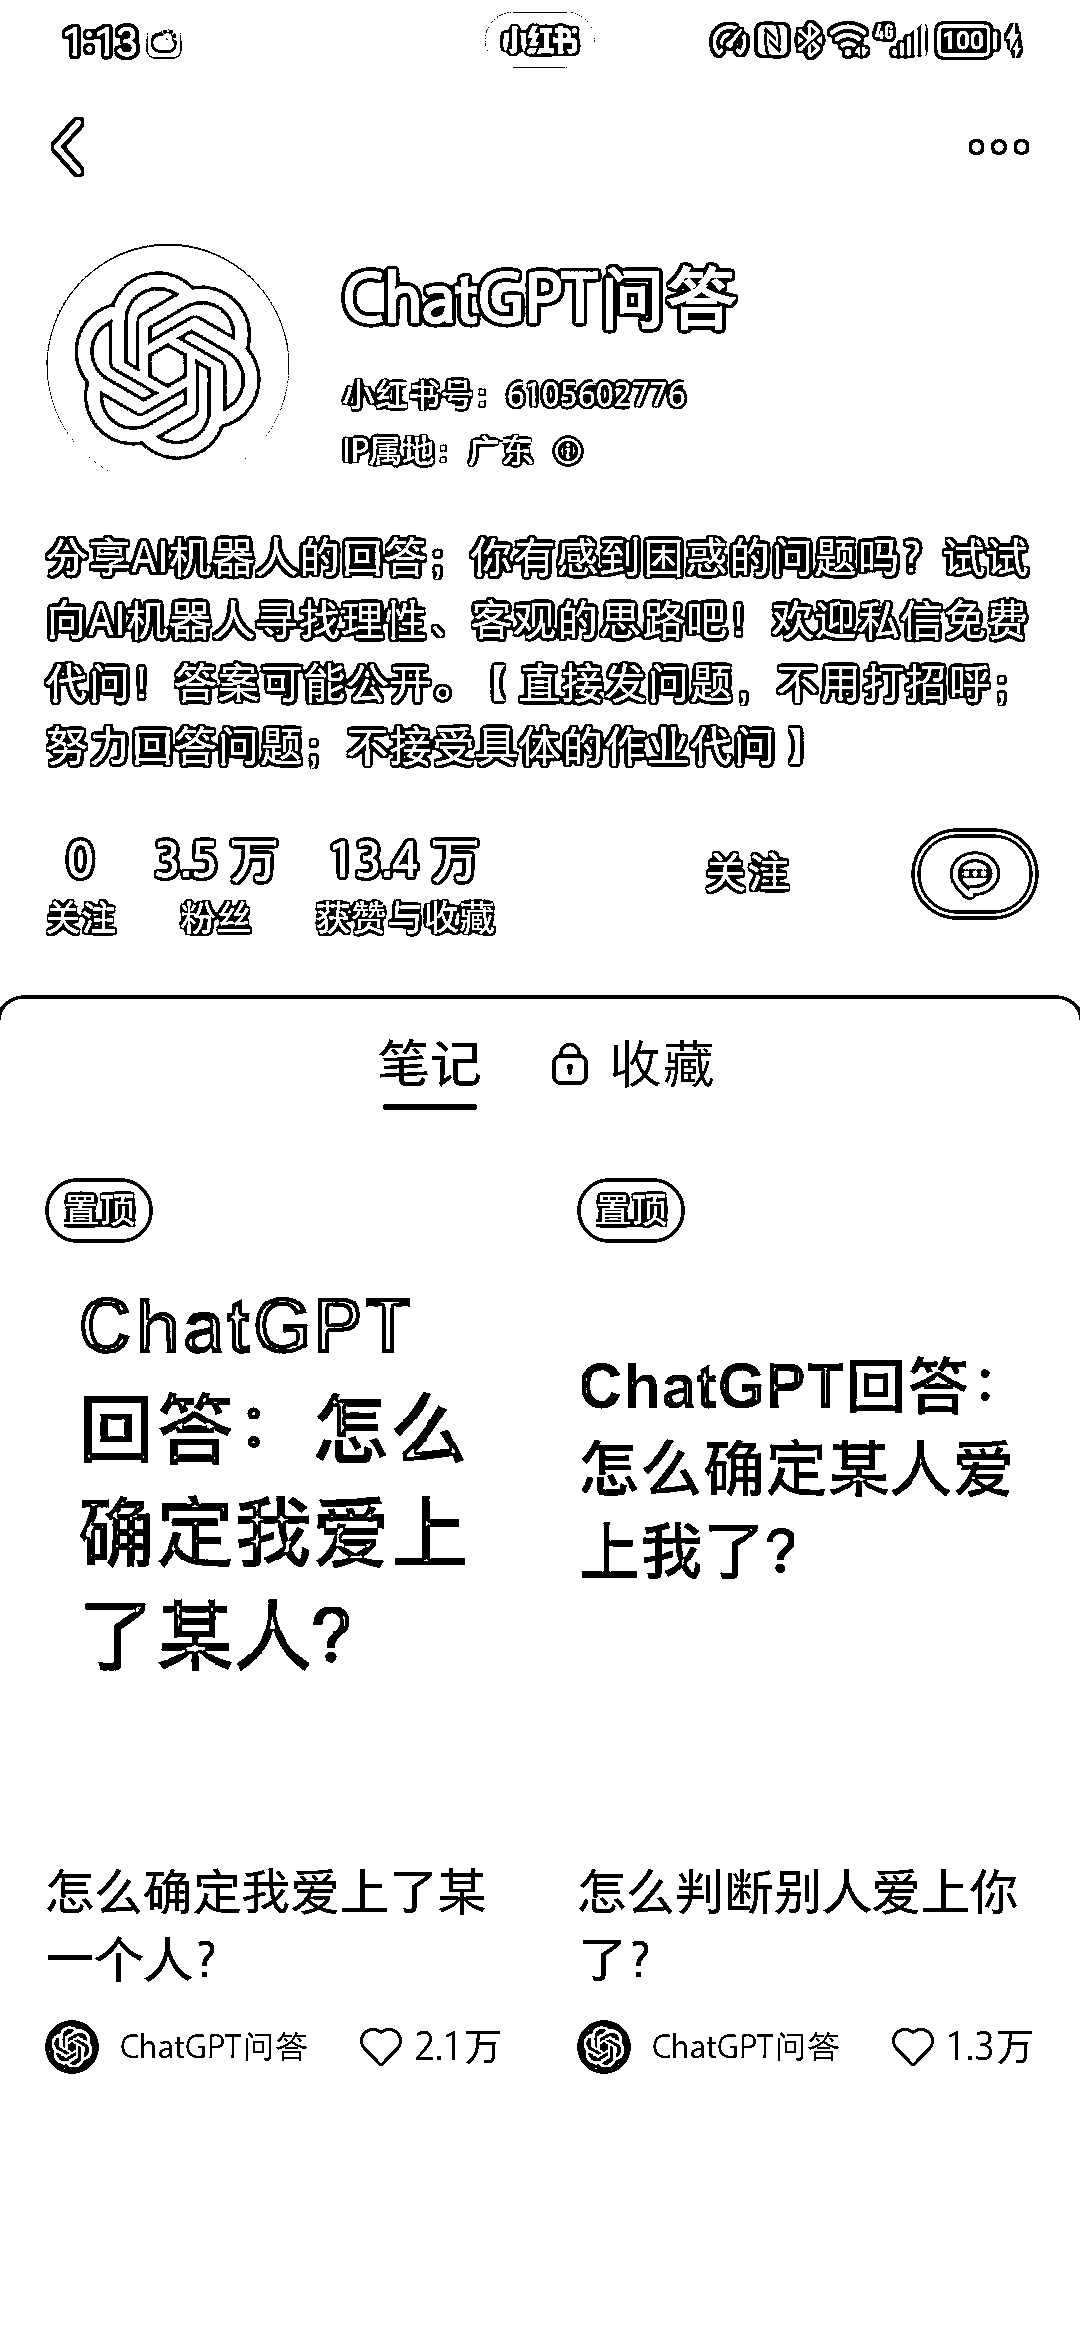 1:13
小红书
4G
100
ChatGPT问答
小红书号：6105602776
IP属地：广东
分享AI机器人的回答；你有感到困惑的问题吗？试试
向AI机器人寻找理性、客观的思路吧！欢迎私信免费
代问！答案可能公开。【 直接发问题，不用打招呼；
努力回答问题；不接受具体的作业代问 】
0 3.5 万 13.4 万
关注 粉丝 获赞与收藏
关注
笔记 收藏
置顶
ChatGPT
回答：怎么
确定我爱上
了某人？
怎么确定我爱上了某
一个人？
ChatGPT问答 2.1万
置顶
ChatGPT回答：
怎么确定某人爱
上我了？
怎么判断别人爱上你
了？
ChatGPT问答 1.3万